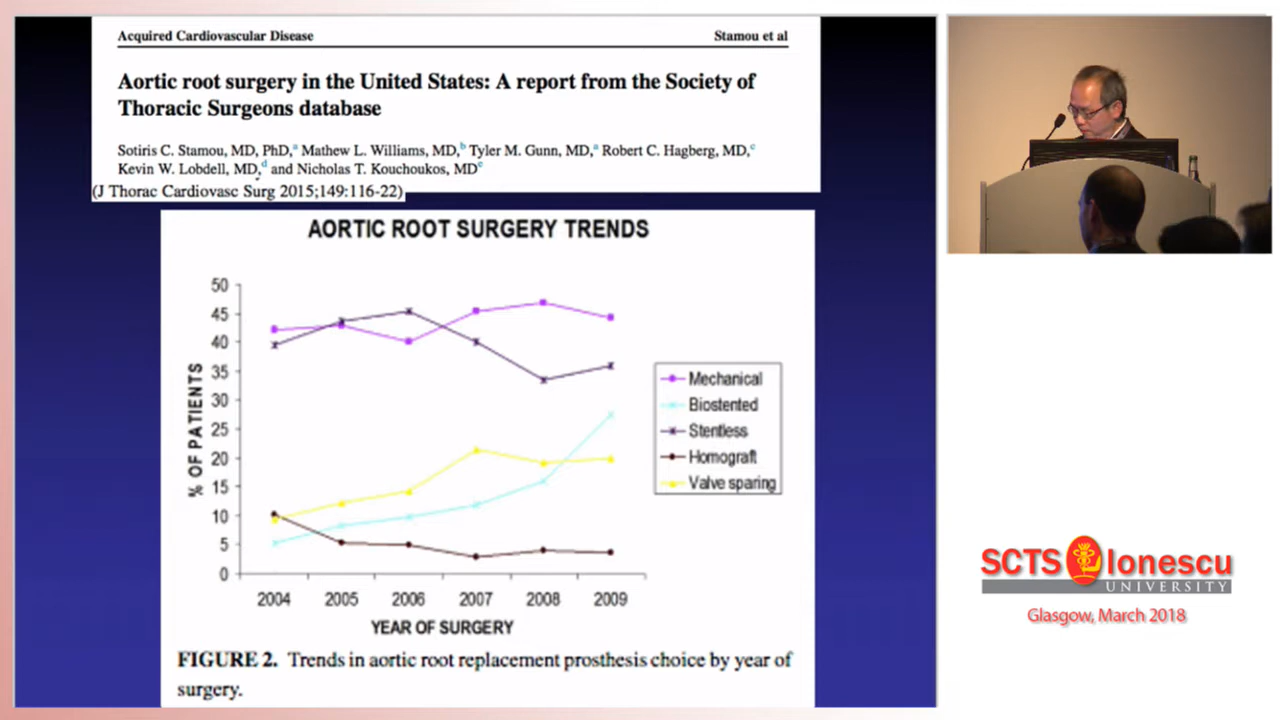 Acquired Cardiovascular Disease
Stamou et al
Aortic root surgery in the United States: A report from the Society of
Thoracic Surgeons database
Sotiris C. Stamou, MD, PhD,a Mathew L. Williams, MD,b Tyler M. Gunn, MD,a Robert C. Hagberg, MD,c
Kevin W. Lobdell, MD,d and Nicholas T. Kouchoukos, MDe
(J Thorac Cardiovasc Surg 2015;149:116-22)
AORTIC ROOT SURGERY TRENDS
% OF PATIENTS
50
45
40
35
30
25
20
15
10
5
0
2004 2005 2006 2007 2008 2009
YEAR OF SURGERY
Mechanical
Biostented
Stentless
Homograft
Valve sparing
FIGURE 2. Trends in aortic root replacement prosthesis choice by year of
surgery.
SCTS Ionescu
UNIVERSITY
Glasgow, March 2018